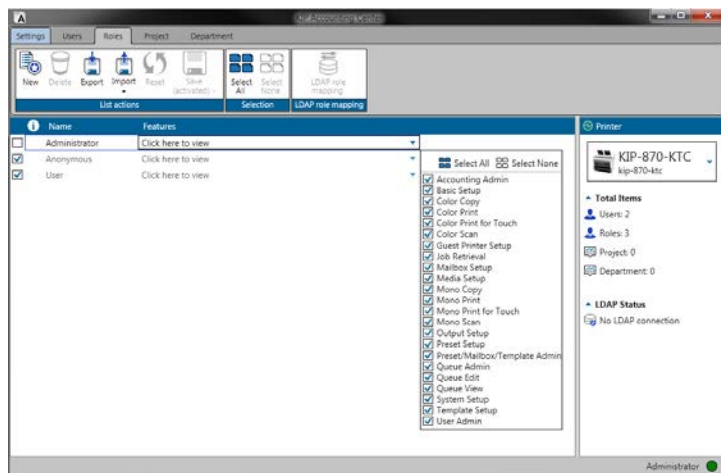 A
KIP Accounting Center
Settings Users Roles Project Department
New Delete Export Import Reset Save (activated) Select All Select None LDAP role mapping
List actions Selection LDAP role mapping
Name Features
Administrator Click here to view
Anonymous Click here to view
User Click here to view
Select All Select None
Accounting Admin
Basic Setup
Color Copy
Color Print
Color Print for Touch
Color Scan
Guest Printer Setup
Job Retrieval
Mailbox Setup
Media Setup
Mono Copy
Mono Print
Mono Print for Touch
Mono Scan
Output Setup
Preset Setup
Preset/Mailbox/Template Admin
Queue Admin
Queue Edit
Queue View
System Setup
Template Setup
User Admin
Printer
KIP-870-KTC
kip-870-ktc
Total Items
Users: 2
Roles: 3
Project: 0
Department: 0
LDAP Status
No LDAP connection
Administrator